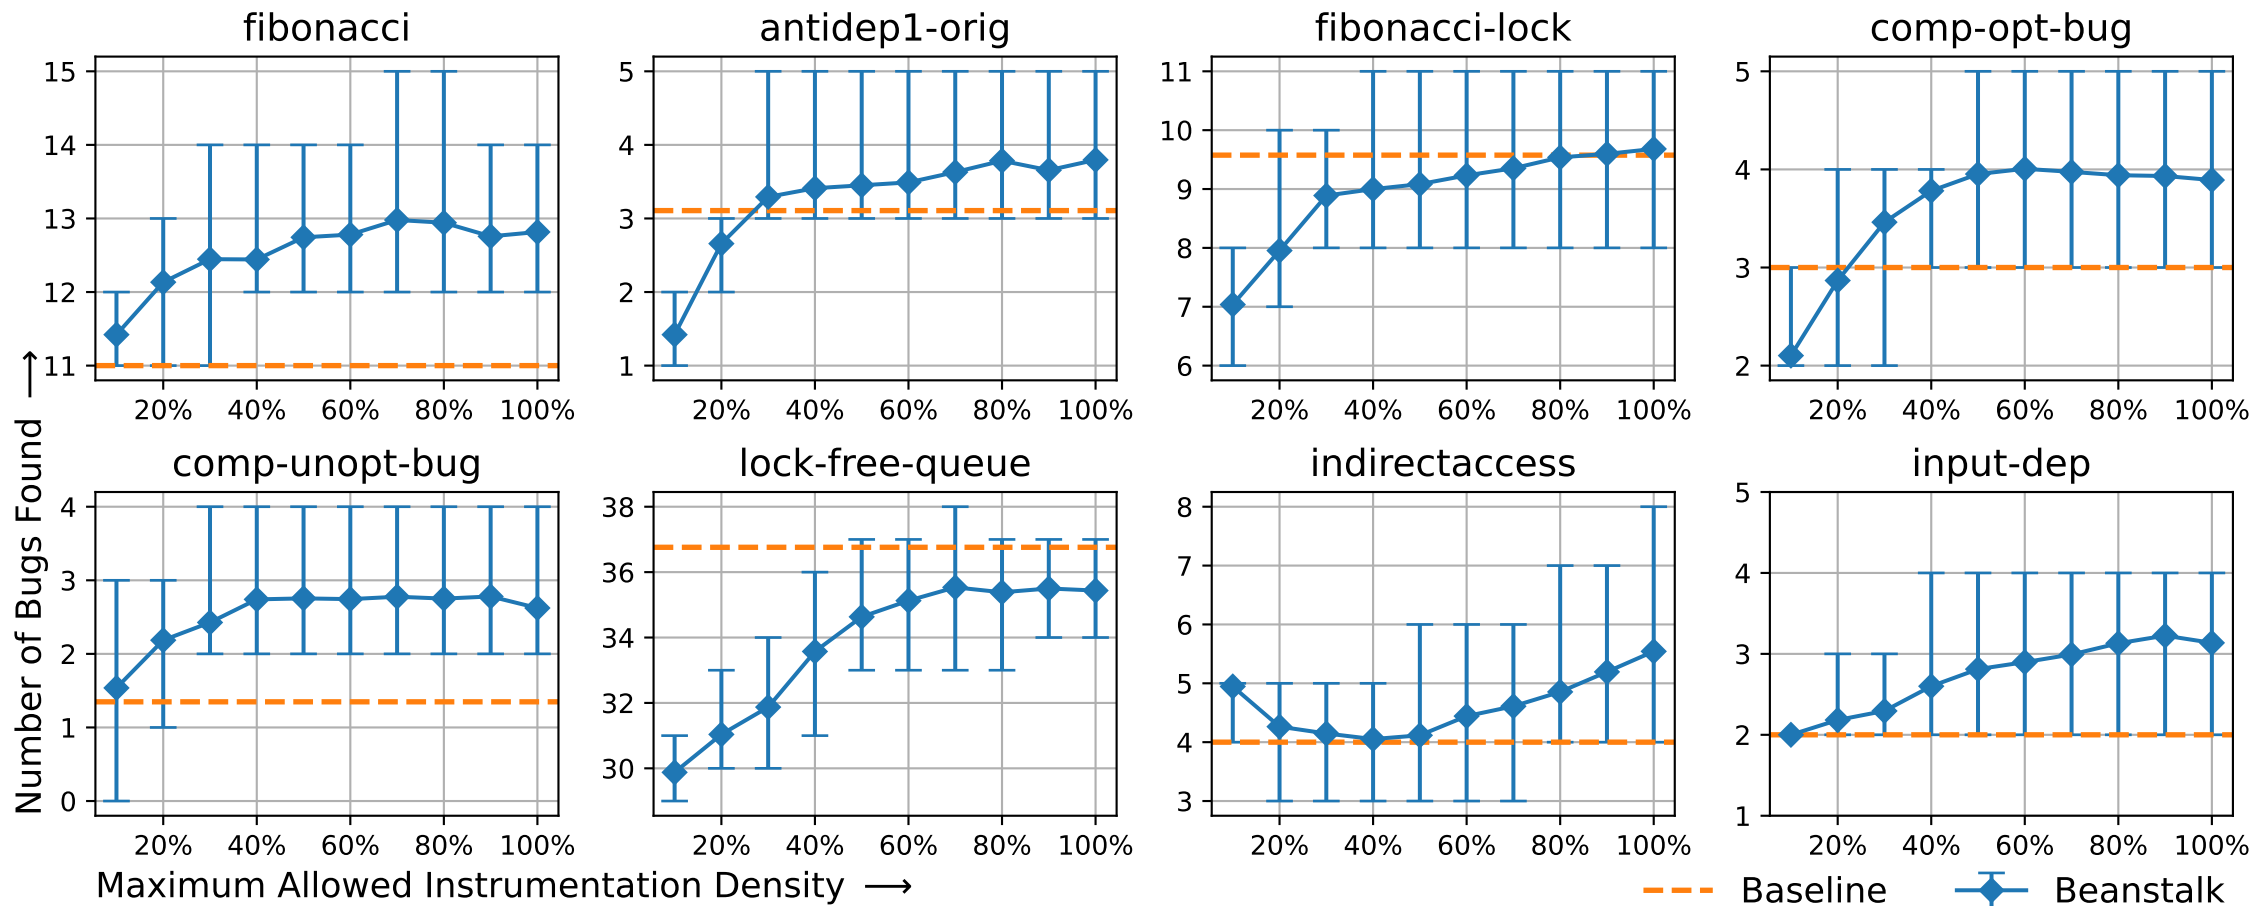 fibonacci antidep1-orig fibonacci-lock comp-opt-bug
15 5 11 5
14 4 10 4
13 3 9 3
12 2 8 2
11 1 7
6
20% 40% 60% 80% 100% 20% 40% 60% 80% 100% 20% 40% 60% 80% 100% 20% 40% 60% 80% 100%
Number of Bugs Found ⟶
comp-unopt-bug lock-free-queue indirectaccess input-dep
4 38 8 5
3 36 7 4
2 34 6 3
1 32 5 2
0 30 4 1
3
20% 40% 60% 80% 100% 20% 40% 60% 80% 100% 20% 40% 60% 80% 100% 20% 40% 60% 80% 100%
Maximum Allowed Instrumentation Density ⟶
Baseline Beanstalk